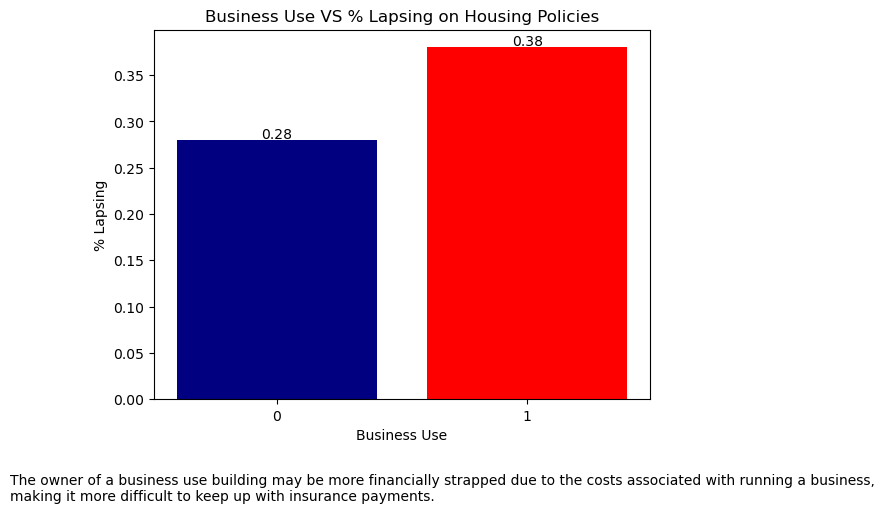 Business Use VS % Lapsing on Housing Policies
0.38
0.35
0.30
0.28
0.25
0.20
0.15
0.10
0.05
0.00
% Lapsing
0
1
Business Use
The owner of a business use building may be more financially strapped due to the costs associated with running a business,
making it more difficult to keep up with insurance payments.